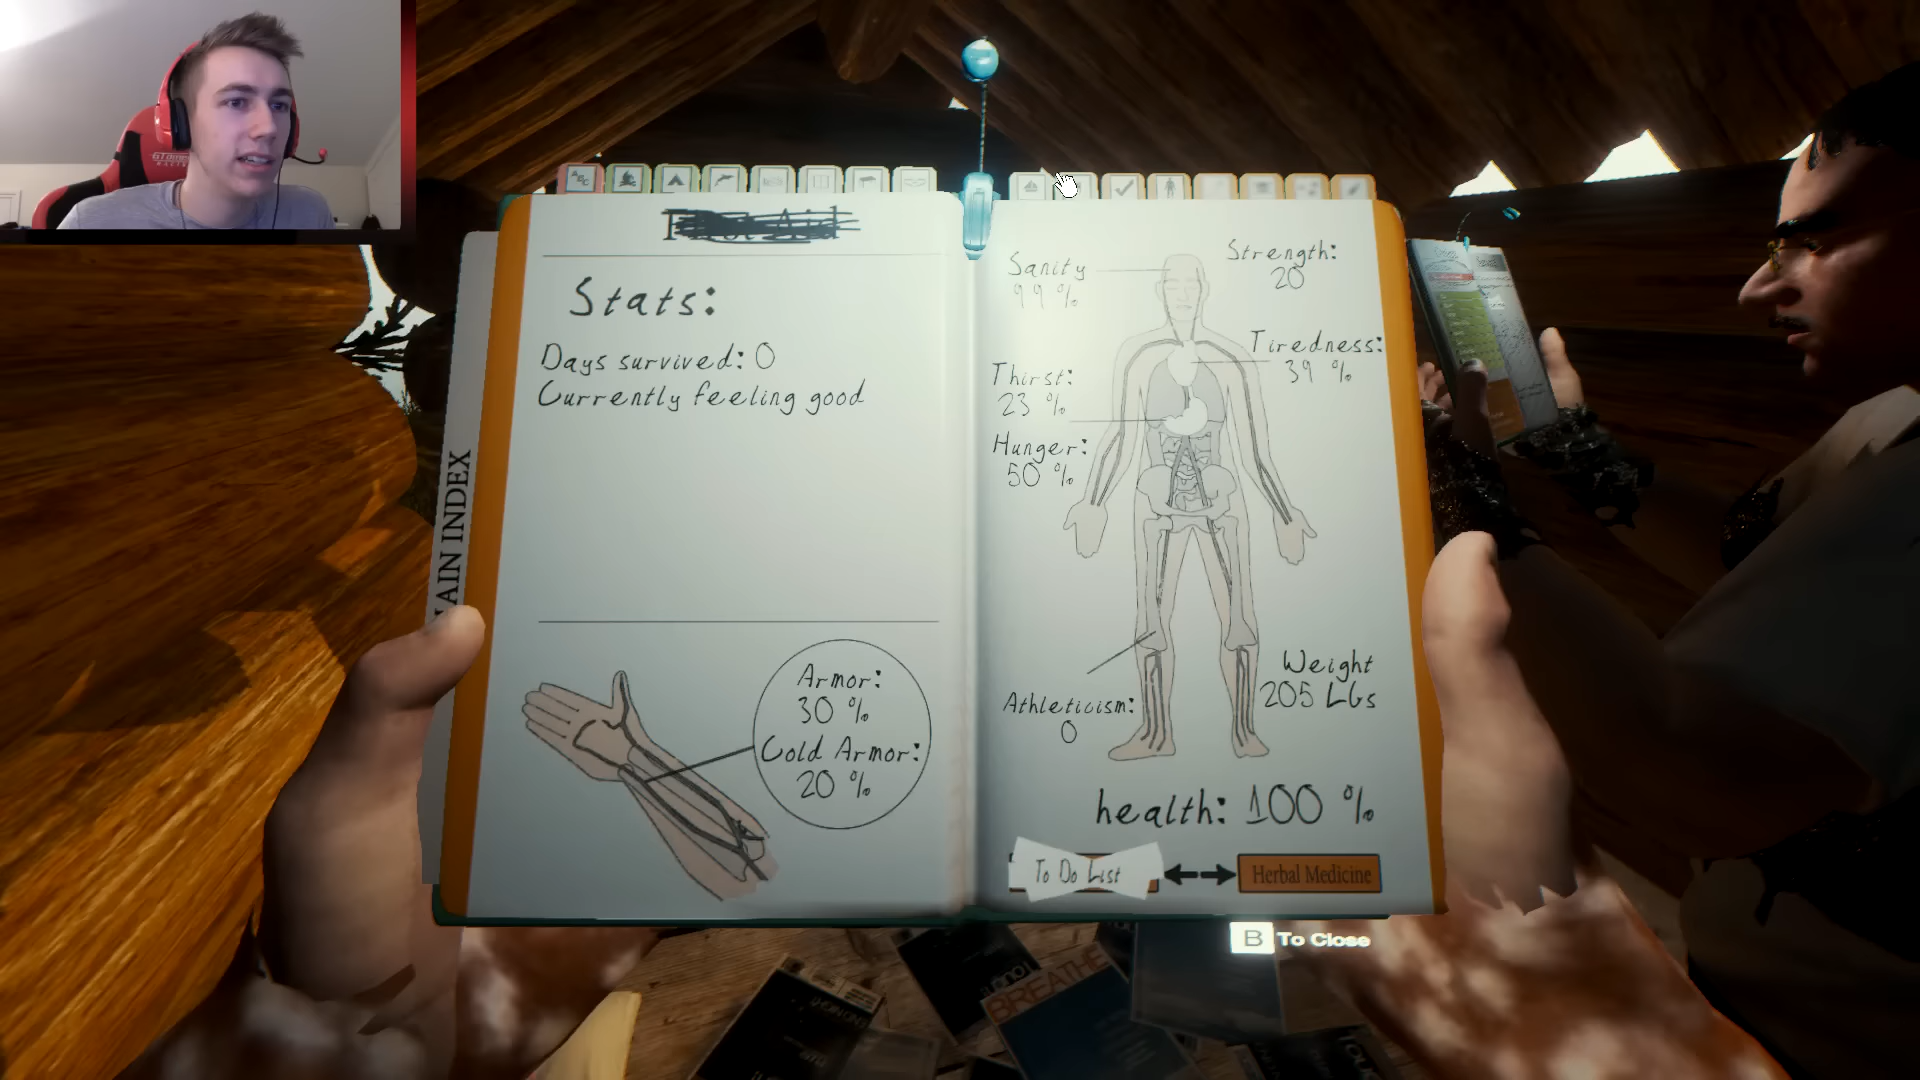 ABC
Stats:
Days survived: 0
Currently feeling good
MAIN INDEX
Armor:
30 %
Cold Armor:
20 %
Sanity
99 %
Strength:
20
Tiredness:
39 %
Thirst:
23 %
Hunger:
50 %
Athleticism:
0
Weight
205 LGs
health: 100 %
To Do List
Herbal Medicine
B To Close
BREATHE